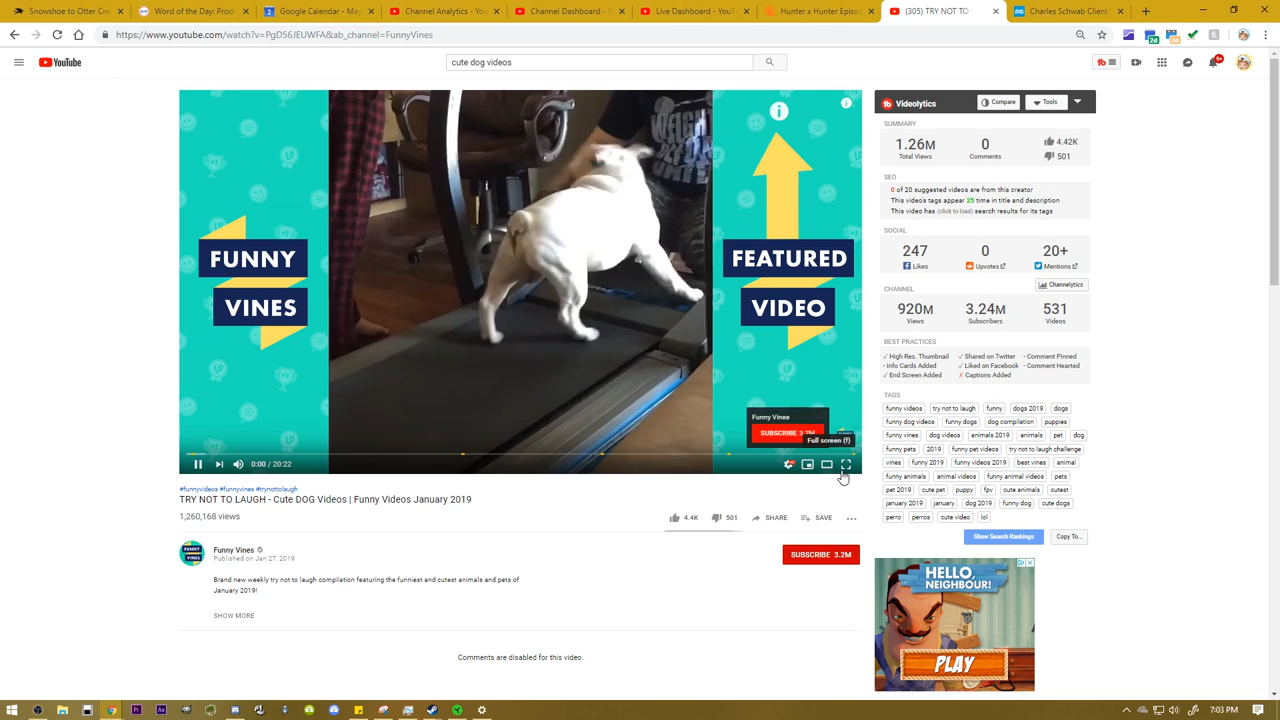 Snowshoe to Otter Cre
Word of the Day| Prod
Google Calendar - May
Channel Analytics - Yo
Channel Dashboard - Yo
Live Dashboard - YouTu
Monster Hunter Episod
(305) TRY NOT TO
Charles Schwab Client
https://www.youtube.com/watch?v=PgD56JEUWFA&ab_channel=FunnyVines
2d
YouTube
cute dog videos
9+
FUNNY
VINES
FEATURED
VIDEO
Funny Vines
SUBSCRIBE
Full screen (f)
0:00 / 20:22
#funnyvideos #funnyvines #trynottolaugh
TRY NOT TO LAUGH - Cute DOG Videos | Funny Videos January 2019
168 views
4.4K
501
SHARE
SAVE
Funny Vines
Published on Jan 27, 2019
SUBSCRIBE 3.2M
Brand new weekly try not to laugh compilation featuring the funniest and cutest animals and pets of
January 2019!
SHOW MORE
Comments are disabled for this video.
Videolytics
Compare
Tools
SUMMARY
1.26M
Total Views
0
Comments
4.42K
501
SEO
0 of 20 suggested videos are from this creator
This video's tags appear 25 time in title and description
This video has (click to load) search results for its tags
SOCIAL
247
Likes
0
Upvotes
20+
Mentions
CHANNEL
Channelytics
920M
Views
3.24M
Subscribers
531
Videos
BEST PRACTICES
✓ High Res. Thumbnail ✓ Shared on Twitter - Comment Pinned
- Info Cards Added ✓ Liked on Facebook - Comment Hearted
✓ End Screen Added ✗ Captions Added
TAGS
funny videos try not to laugh funny dogs 2019 dogs
funny dog videos funny dogs dog compilation puppies
funny vines dog videos animals 2019 animals pet dog
funny pets 2019 funny pet videos try not to laugh challenge
vines funny 2019 funny videos 2019 best vines animal
funny animals animal videos funny animal videos pets
pet 2019 cute pet puppy fpv cute animals cutest
january 2019 january dog 2019 funny dog cute dogs
perro perros cute video lol
Show Search Rankings
Copy To...
HELLO,
NEIGHBOUR!
PLAY
7:03 PM